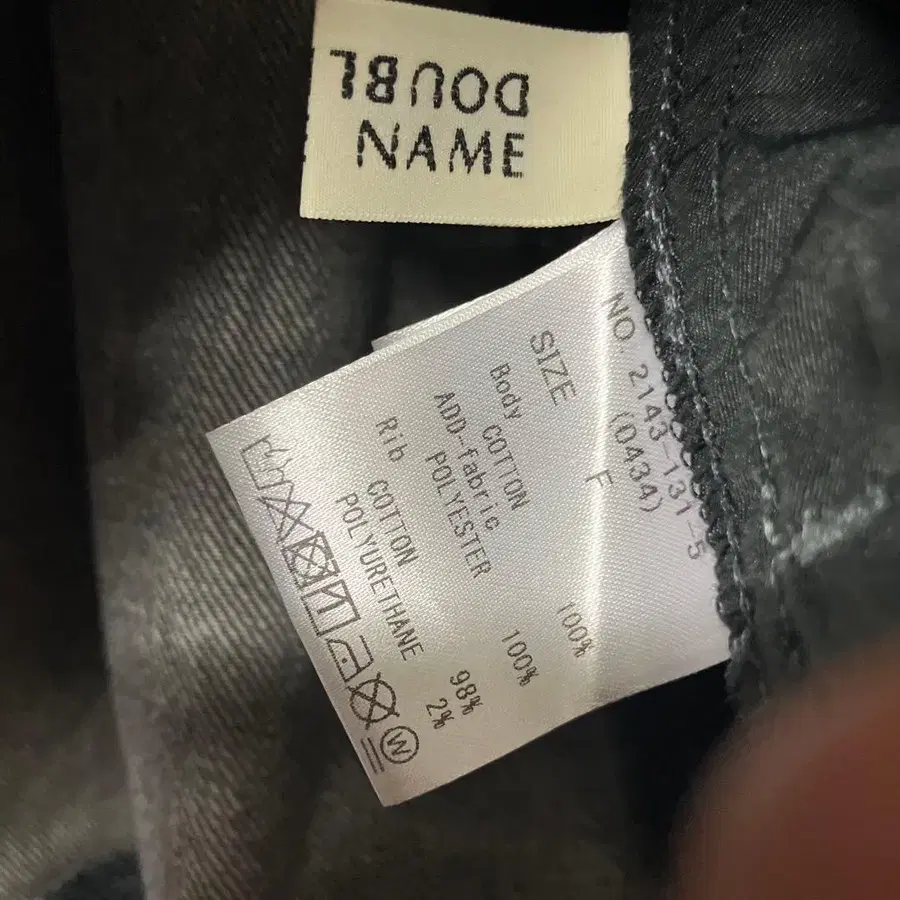 DOUBL
NAME
NO. 2143-131-5
(0434)
SIZE F
Body COTTON 100%
ADD-fabric
POLYESTER 100%
Rib COTTON 98%
POLYURETHANE 2%
W